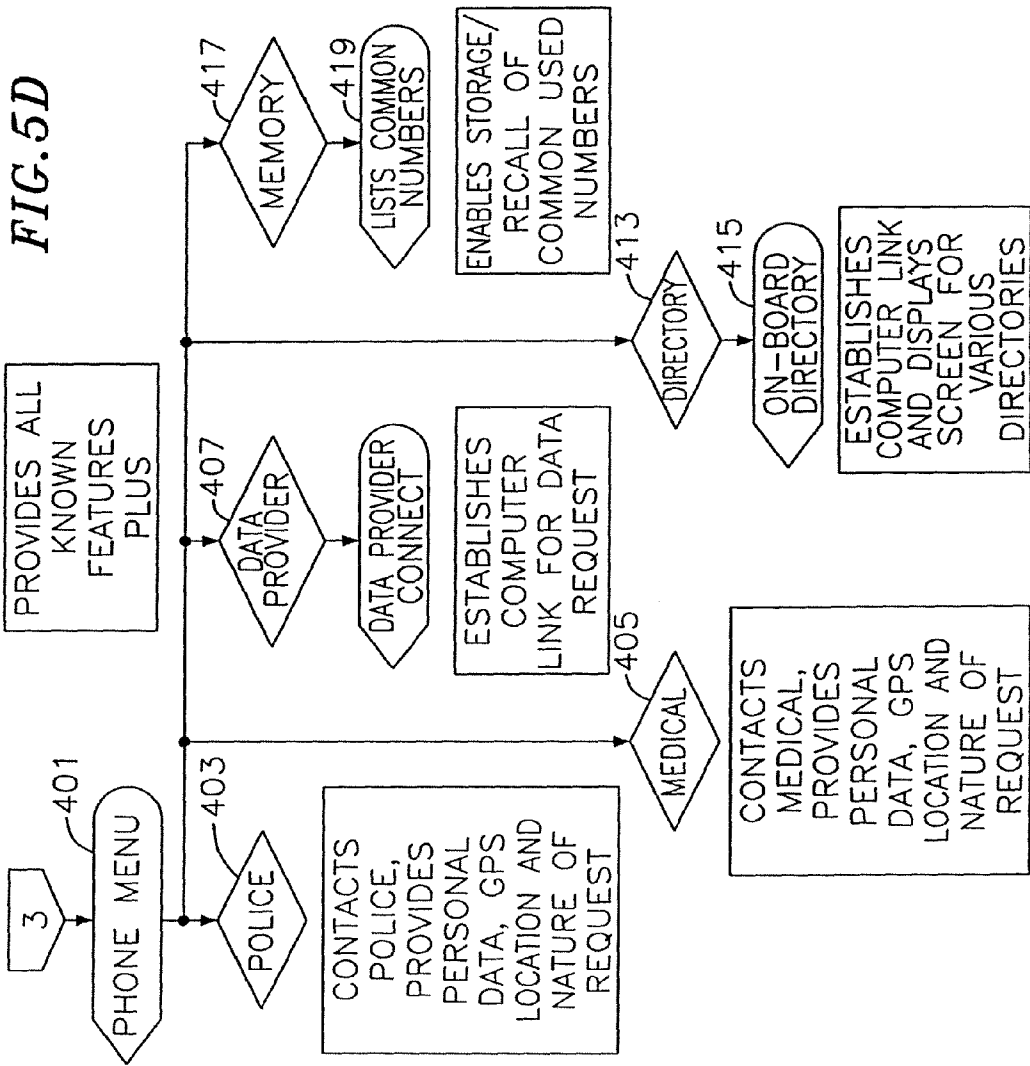 FIG.5D
3
401
PHONE MENU
PROVIDES ALL
KNOWN
FEATURES
PLUS
403
POLICE
CONTACTS
POLICE,
PROVIDES
PERSONAL
DATA, GPS
LOCATION AND
NATURE OF
REQUEST
405
MEDICAL
CONTACTS
MEDICAL,
PROVIDES
PERSONAL
DATA, GPS
LOCATION AND
NATURE OF
REQUEST
407
DATA
PROVIDER
DATA PROVIDER
CONNECT
ESTABLISHES
COMPUTER
LINK FOR DATA
REQUEST
413
DIRECTORY
415
ON-BOARD
DIRECTORY
ESTABLISHES
COMPUTER LINK
AND DISPLAYS
SCREEN FOR
VARIOUS
DIRECTORIES
417
MEMORY
419
LISTS COMMON
NUMBERS
ENABLES STORAGE/
RECALL OF
COMMON USED
NUMBERS